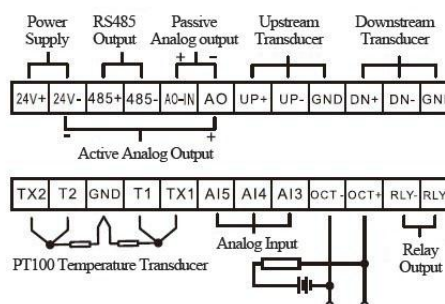 Power Supply RS485 Output Passive Analog output Upstream Transducer Downstream Transducer
+ -
24V+ 24V- 485+ 485- AO-IN AO UP+ UP- GND DN+ DN- GND
- +
Active Analog Output
TX2 T2 GND T1 TX1 AI5 AI4 AI3 OCT- OCT+ RLY- RLY
Analog Input
PT100 Temperature Transducer
Relay Output